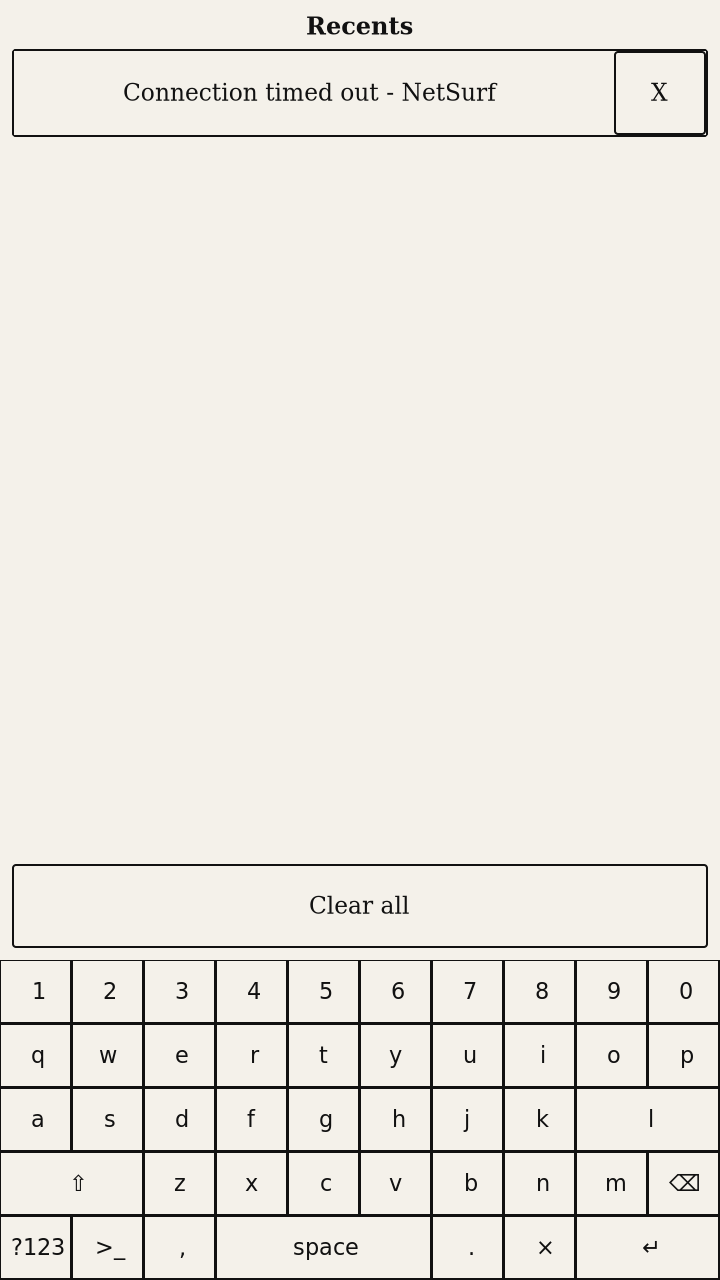 Recents
Connection timed out - NetSurf X
Clear all
1 2 3 4 5 6 7 8 9 0
q w e r t y u i o p
a s d f g h j k l
⇧ z x c v b n m ⌫
?123 >_ , space . × ↵